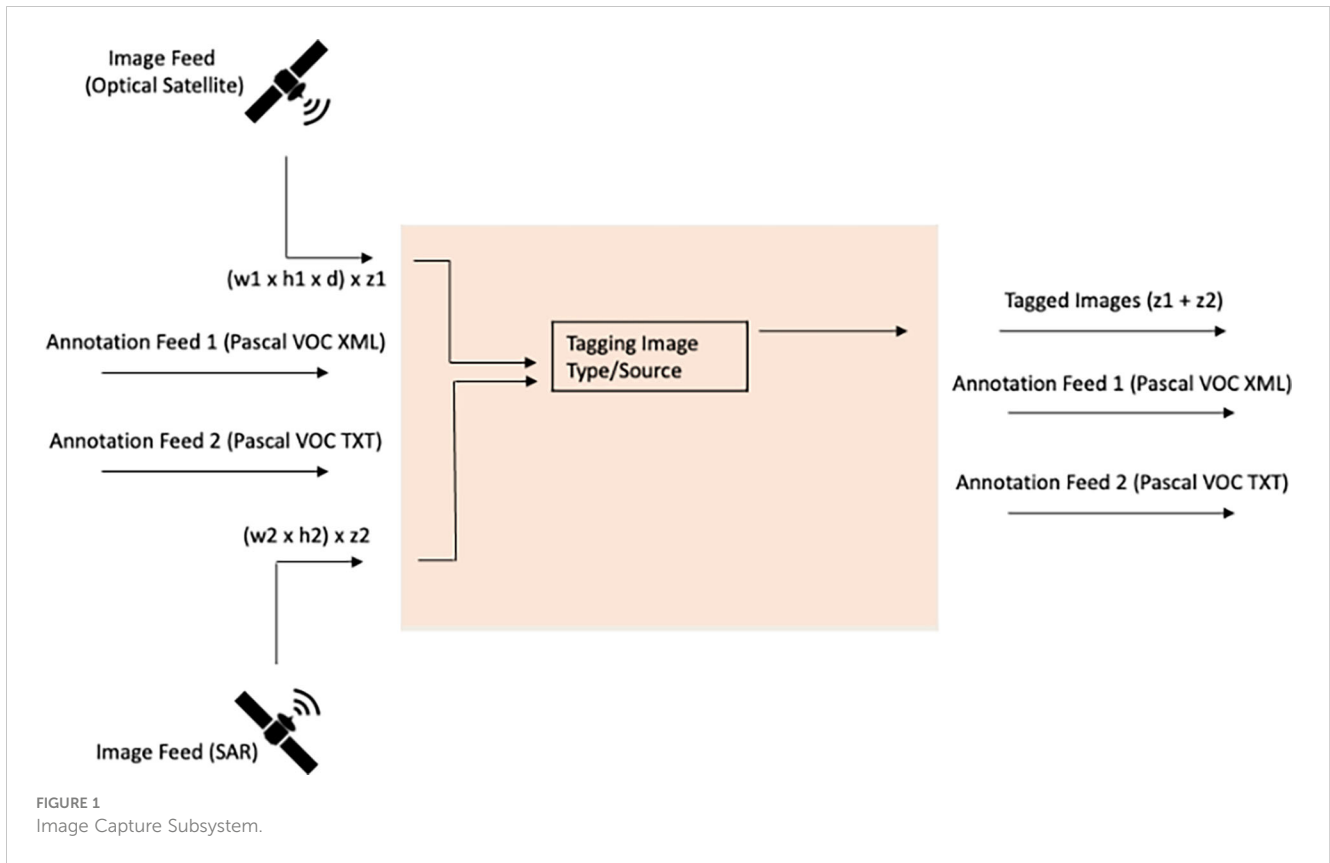 Image Feed
(Optical Satellite)
(w1 x h1 x d) x z1
Annotation Feed 1 (Pascal VOC XML)
Annotation Feed 2 (Pascal VOC TXT)
(w2 x h2) x z2
Image Feed (SAR)
Tagging Image
Type/Source
Tagged Images (z1 + z2)
Annotation Feed 1 (Pascal VOC XML)
Annotation Feed 2 (Pascal VOC TXT)
FIGURE 1
Image Capture Subsystem.